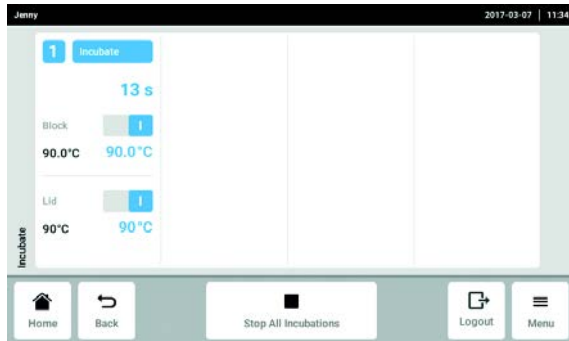 Jenny 2017-03-07 | 11:34
1 Incubate
13 s
Block I
90.0°C 90.0°C
Lid I
90°C 90°C
Incubate
Home Back Stop All Incubations Logout Menu